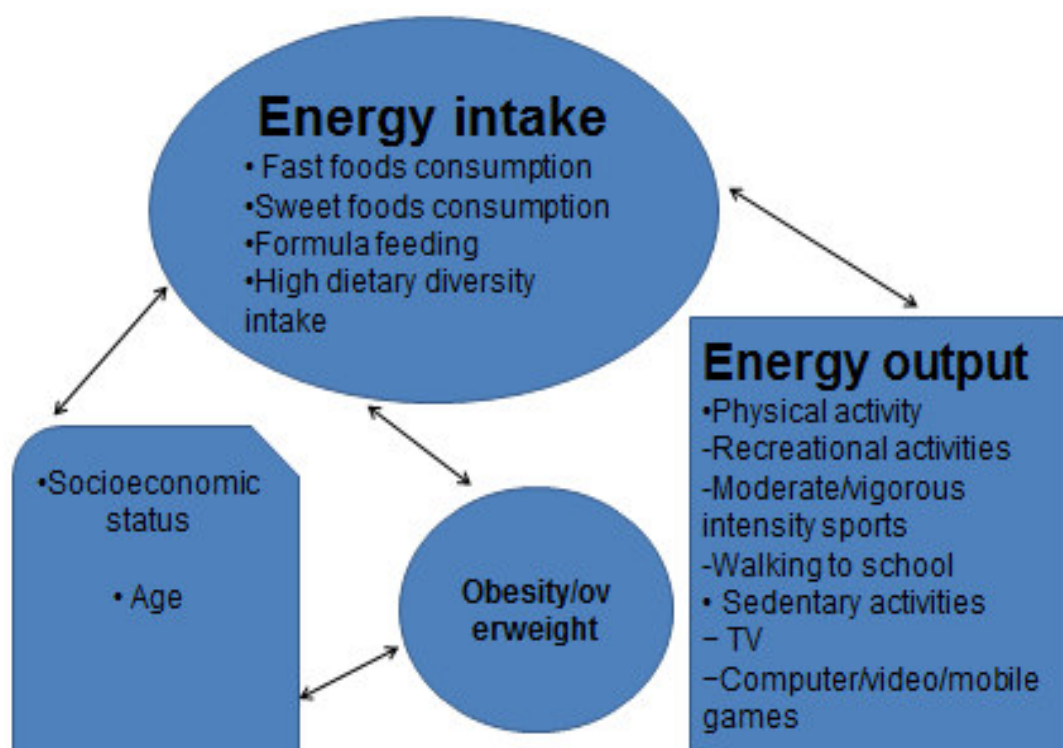 Energy intake
• Fast foods consumption
•Sweet foods consumption
•Formula feeding
•High dietary diversity
intake
Energy output
•Physical activity
-Recreational activities
-Moderate/vigorous
intensity sports
-Walking to school
• Sedentary activities
– TV
–Computer/video/mobile
games
•Socioeconomic
status
• Age
Obesity/ov
erweight